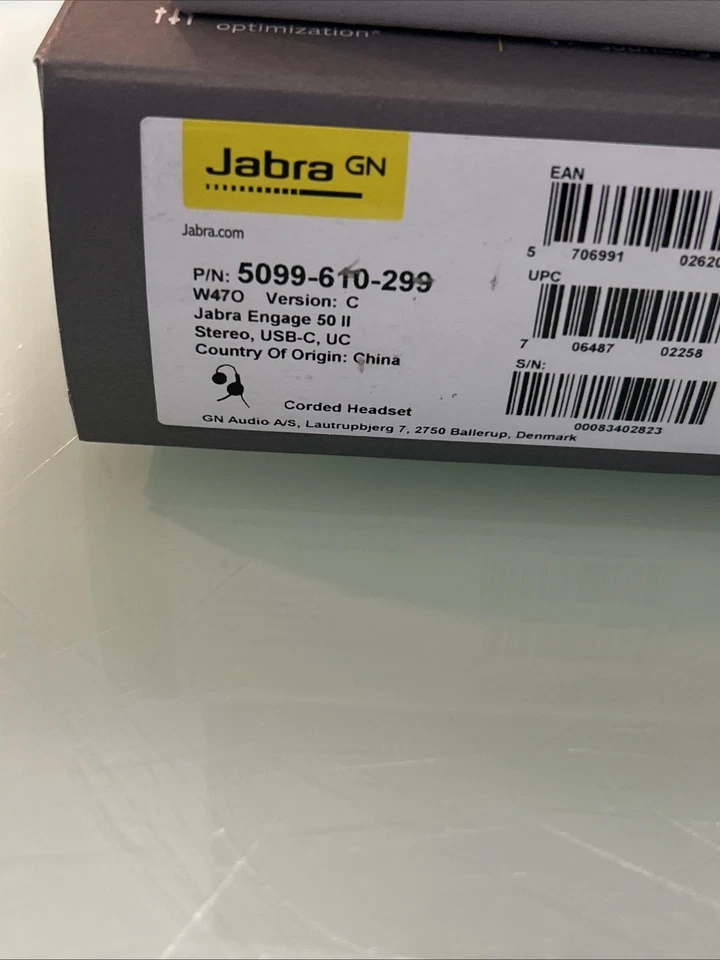 optimization*
Jabra GN
Jabra.com
P/N: 5099-610-299
W47O Version: C
Jabra Engage 50 II
Stereo, USB-C, UC
Country Of Origin: China
Corded Headset
GN Audio A/S, Lautrupbjerg 7, 2750 Ballerup, Denmark
EAN
5 706991 02620
UPC
7 06487 02258
S/N:
00083402823